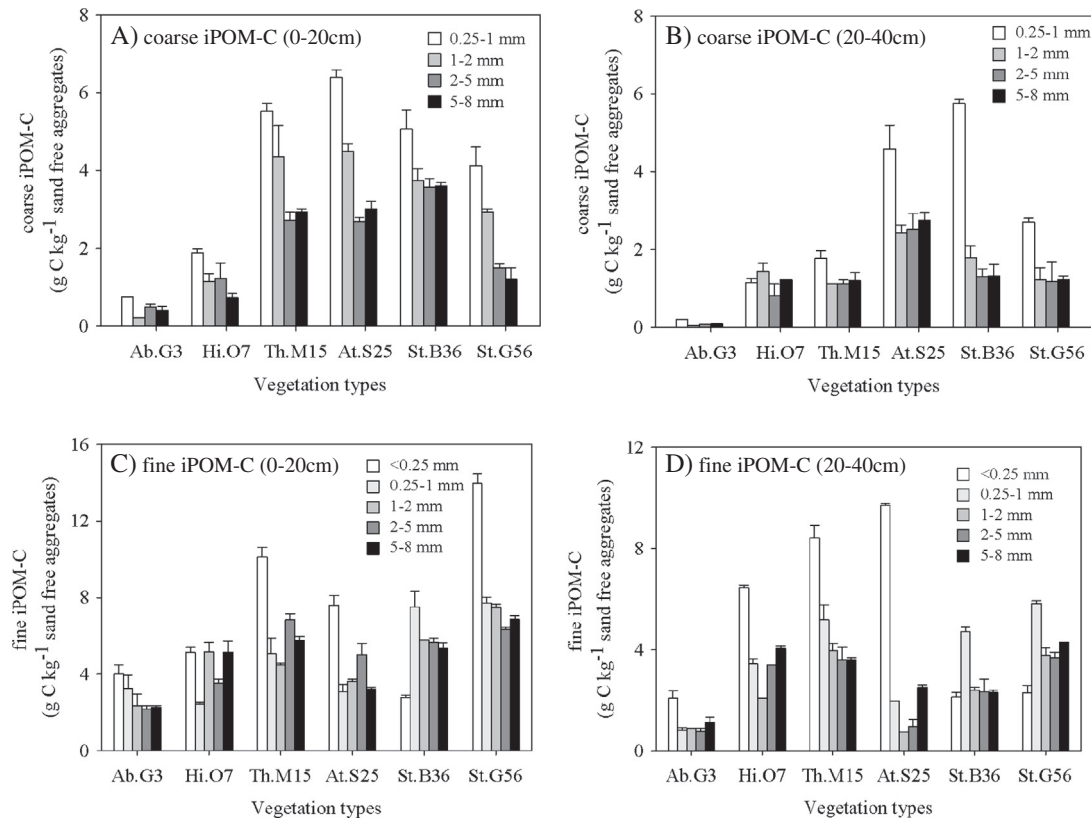 A) coarse iPOM-C (0-20cm)
0.25-1 mm
1-2 mm
2-5 mm
5-8 mm
8
6
4
2
0
coarse iPOM-C
(g C kg-1 sand free aggregates)
Ab.G3 Hi.O7 Th.M15 At.S25 St.B36 St.G56
Vegetation types
B) coarse iPOM-C (20-40cm)
0.25-1 mm
1-2 mm
2-5 mm
5-8 mm
8
6
4
2
0
coarse iPOM-C
(g C kg-1 sand free aggregates)
Ab.G3 Hi.O7 Th.M15 At.S25 St.B36 St.G56
Vegetation types
C) fine iPOM-C (0-20cm)
<0.25 mm
0.25-1 mm
1-2 mm
2-5 mm
5-8 mm
16
12
8
4
0
fine iPOM-C
(g C kg-1 sand free aggregates)
Ab.G3 Hi.O7 Th.M15 At.S25 St.B36 St.G56
Vegetation types
D) fine iPOM-C (20-40cm)
<0.25 mm
0.25-1 mm
1-2 mm
2-5 mm
5-8 mm
12
8
4
0
fine iPOM-C
(g C kg-1 sand free aggregates)
Ab.G3 Hi.O7 Th.M15 At.S25 St.B36 St.G56
Vegetation types